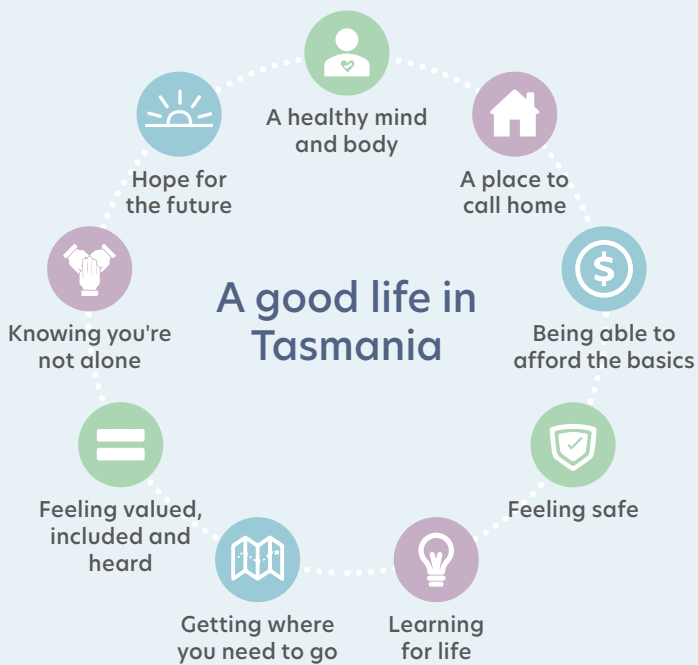 A healthy mind
and body
A place to
call home
Being able to
afford the basics
Feeling safe
Learning
for life
Getting where
you need to go
Feeling valued,
included and
heard
Knowing you're
not alone
Hope for
the future
A good life in
Tasmania
$